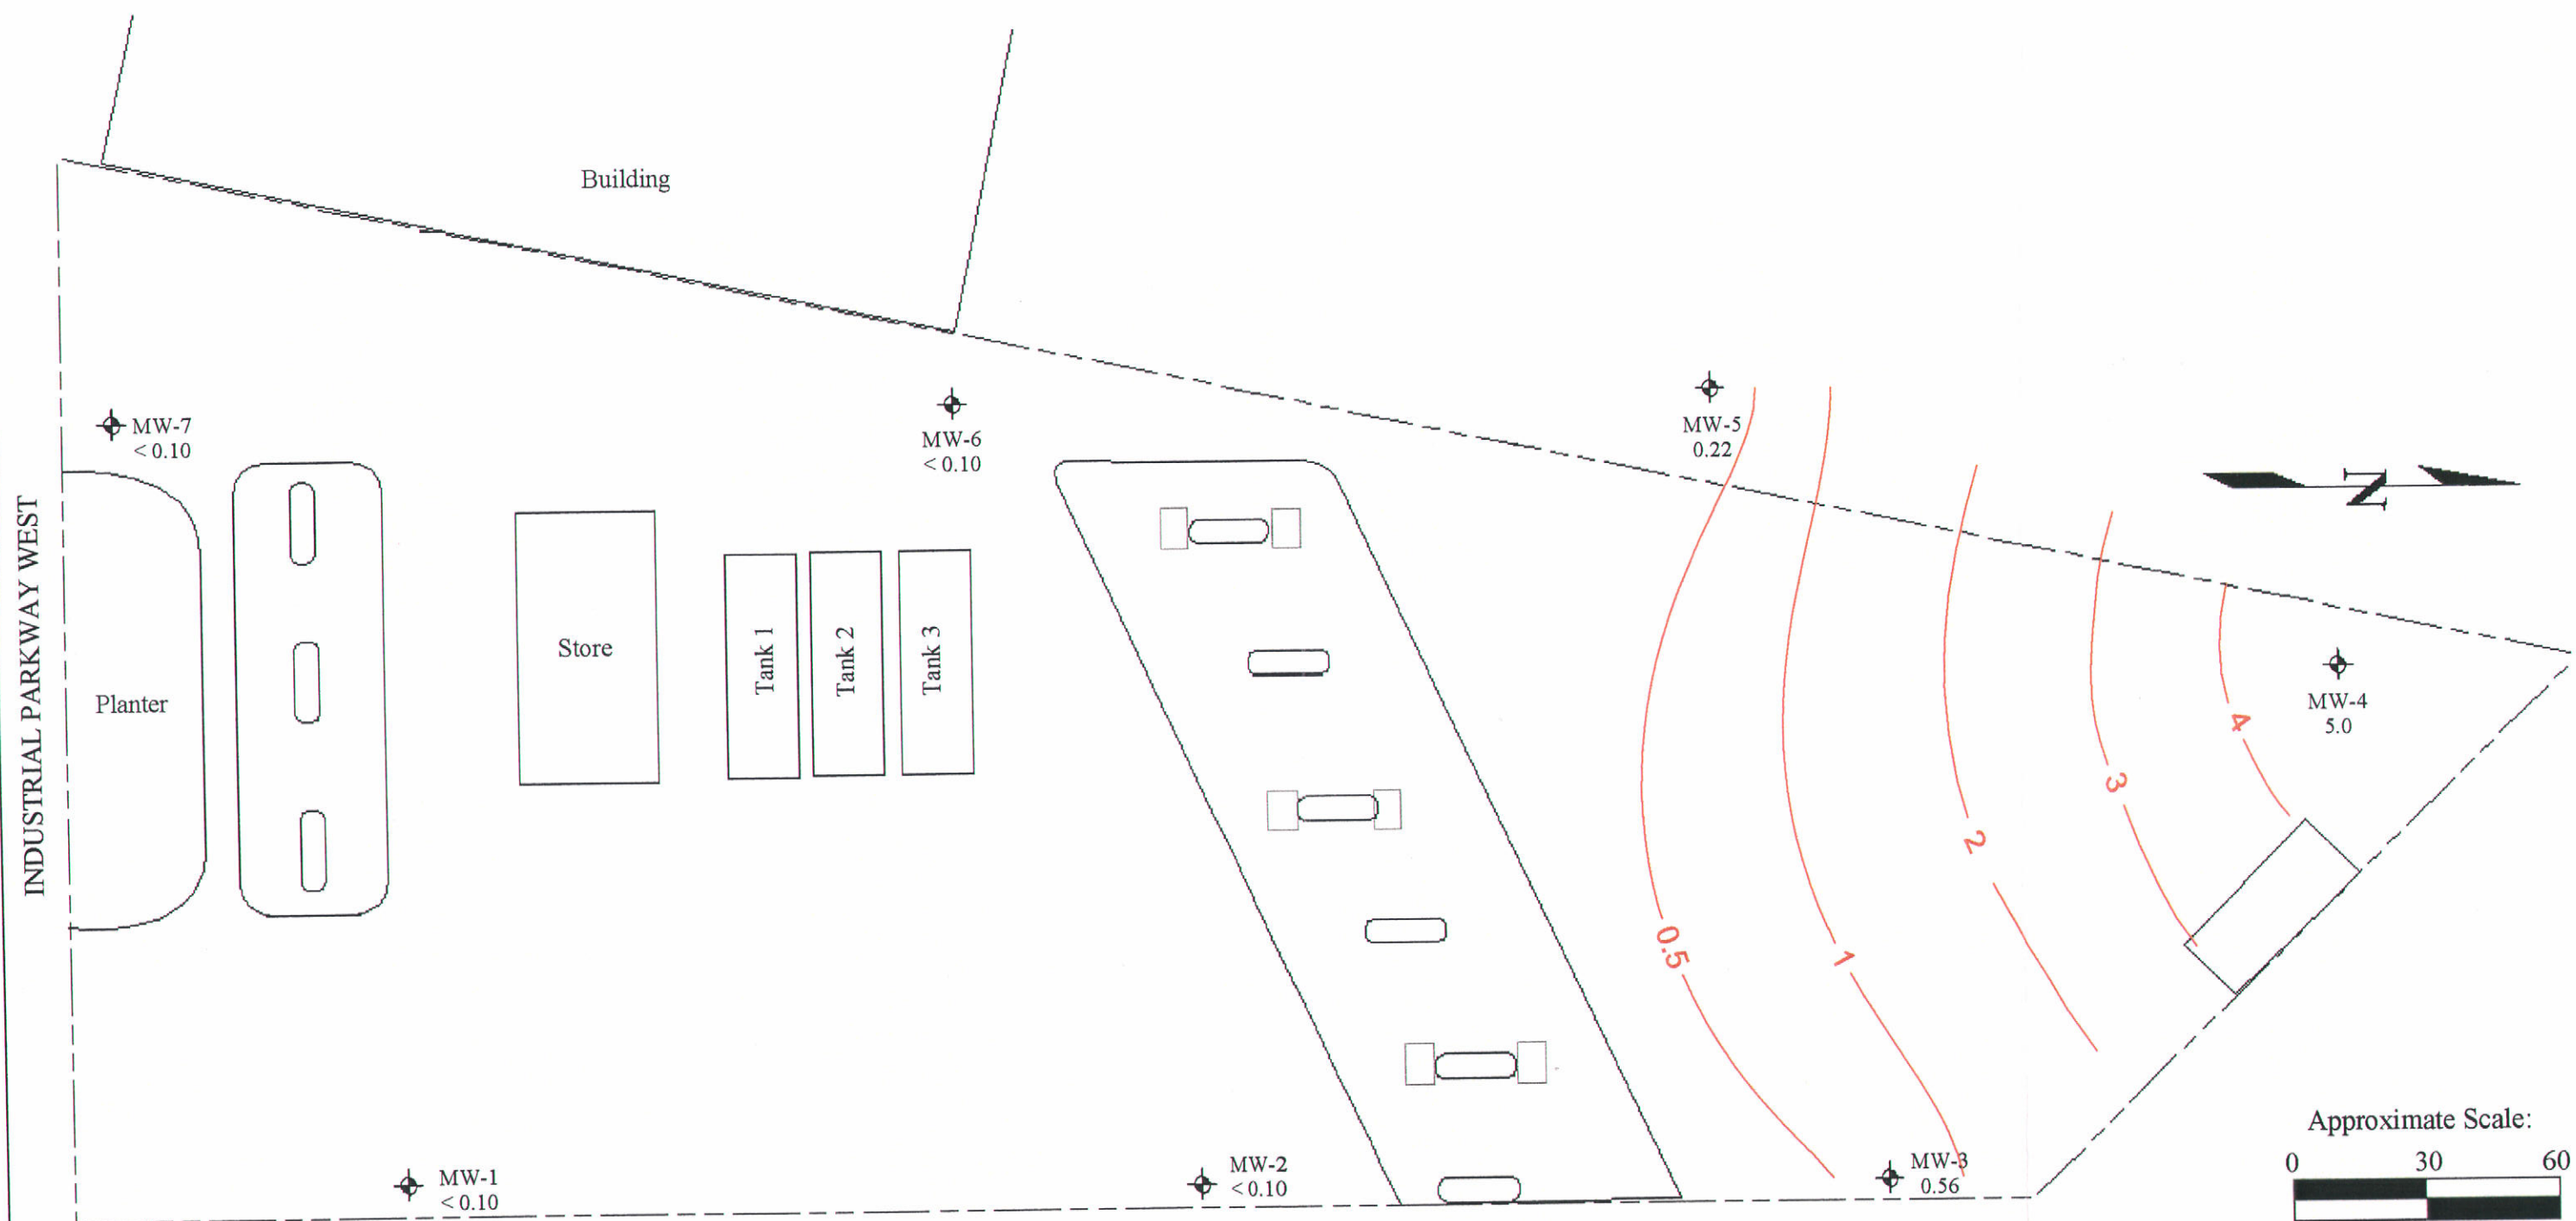 Building
MW-7
< 0.10
MW-6
< 0.10
MW-5
0.22
N
INDUSTRIAL PARKWAY WEST
Planter
Store
Tank 1
Tank 2
Tank 3
MW-4
5.0
4
3
2
1
0.5
MW-1
< 0.10
MW-2
< 0.10
MW-3
0.56
Approximate Scale:
0 30 60